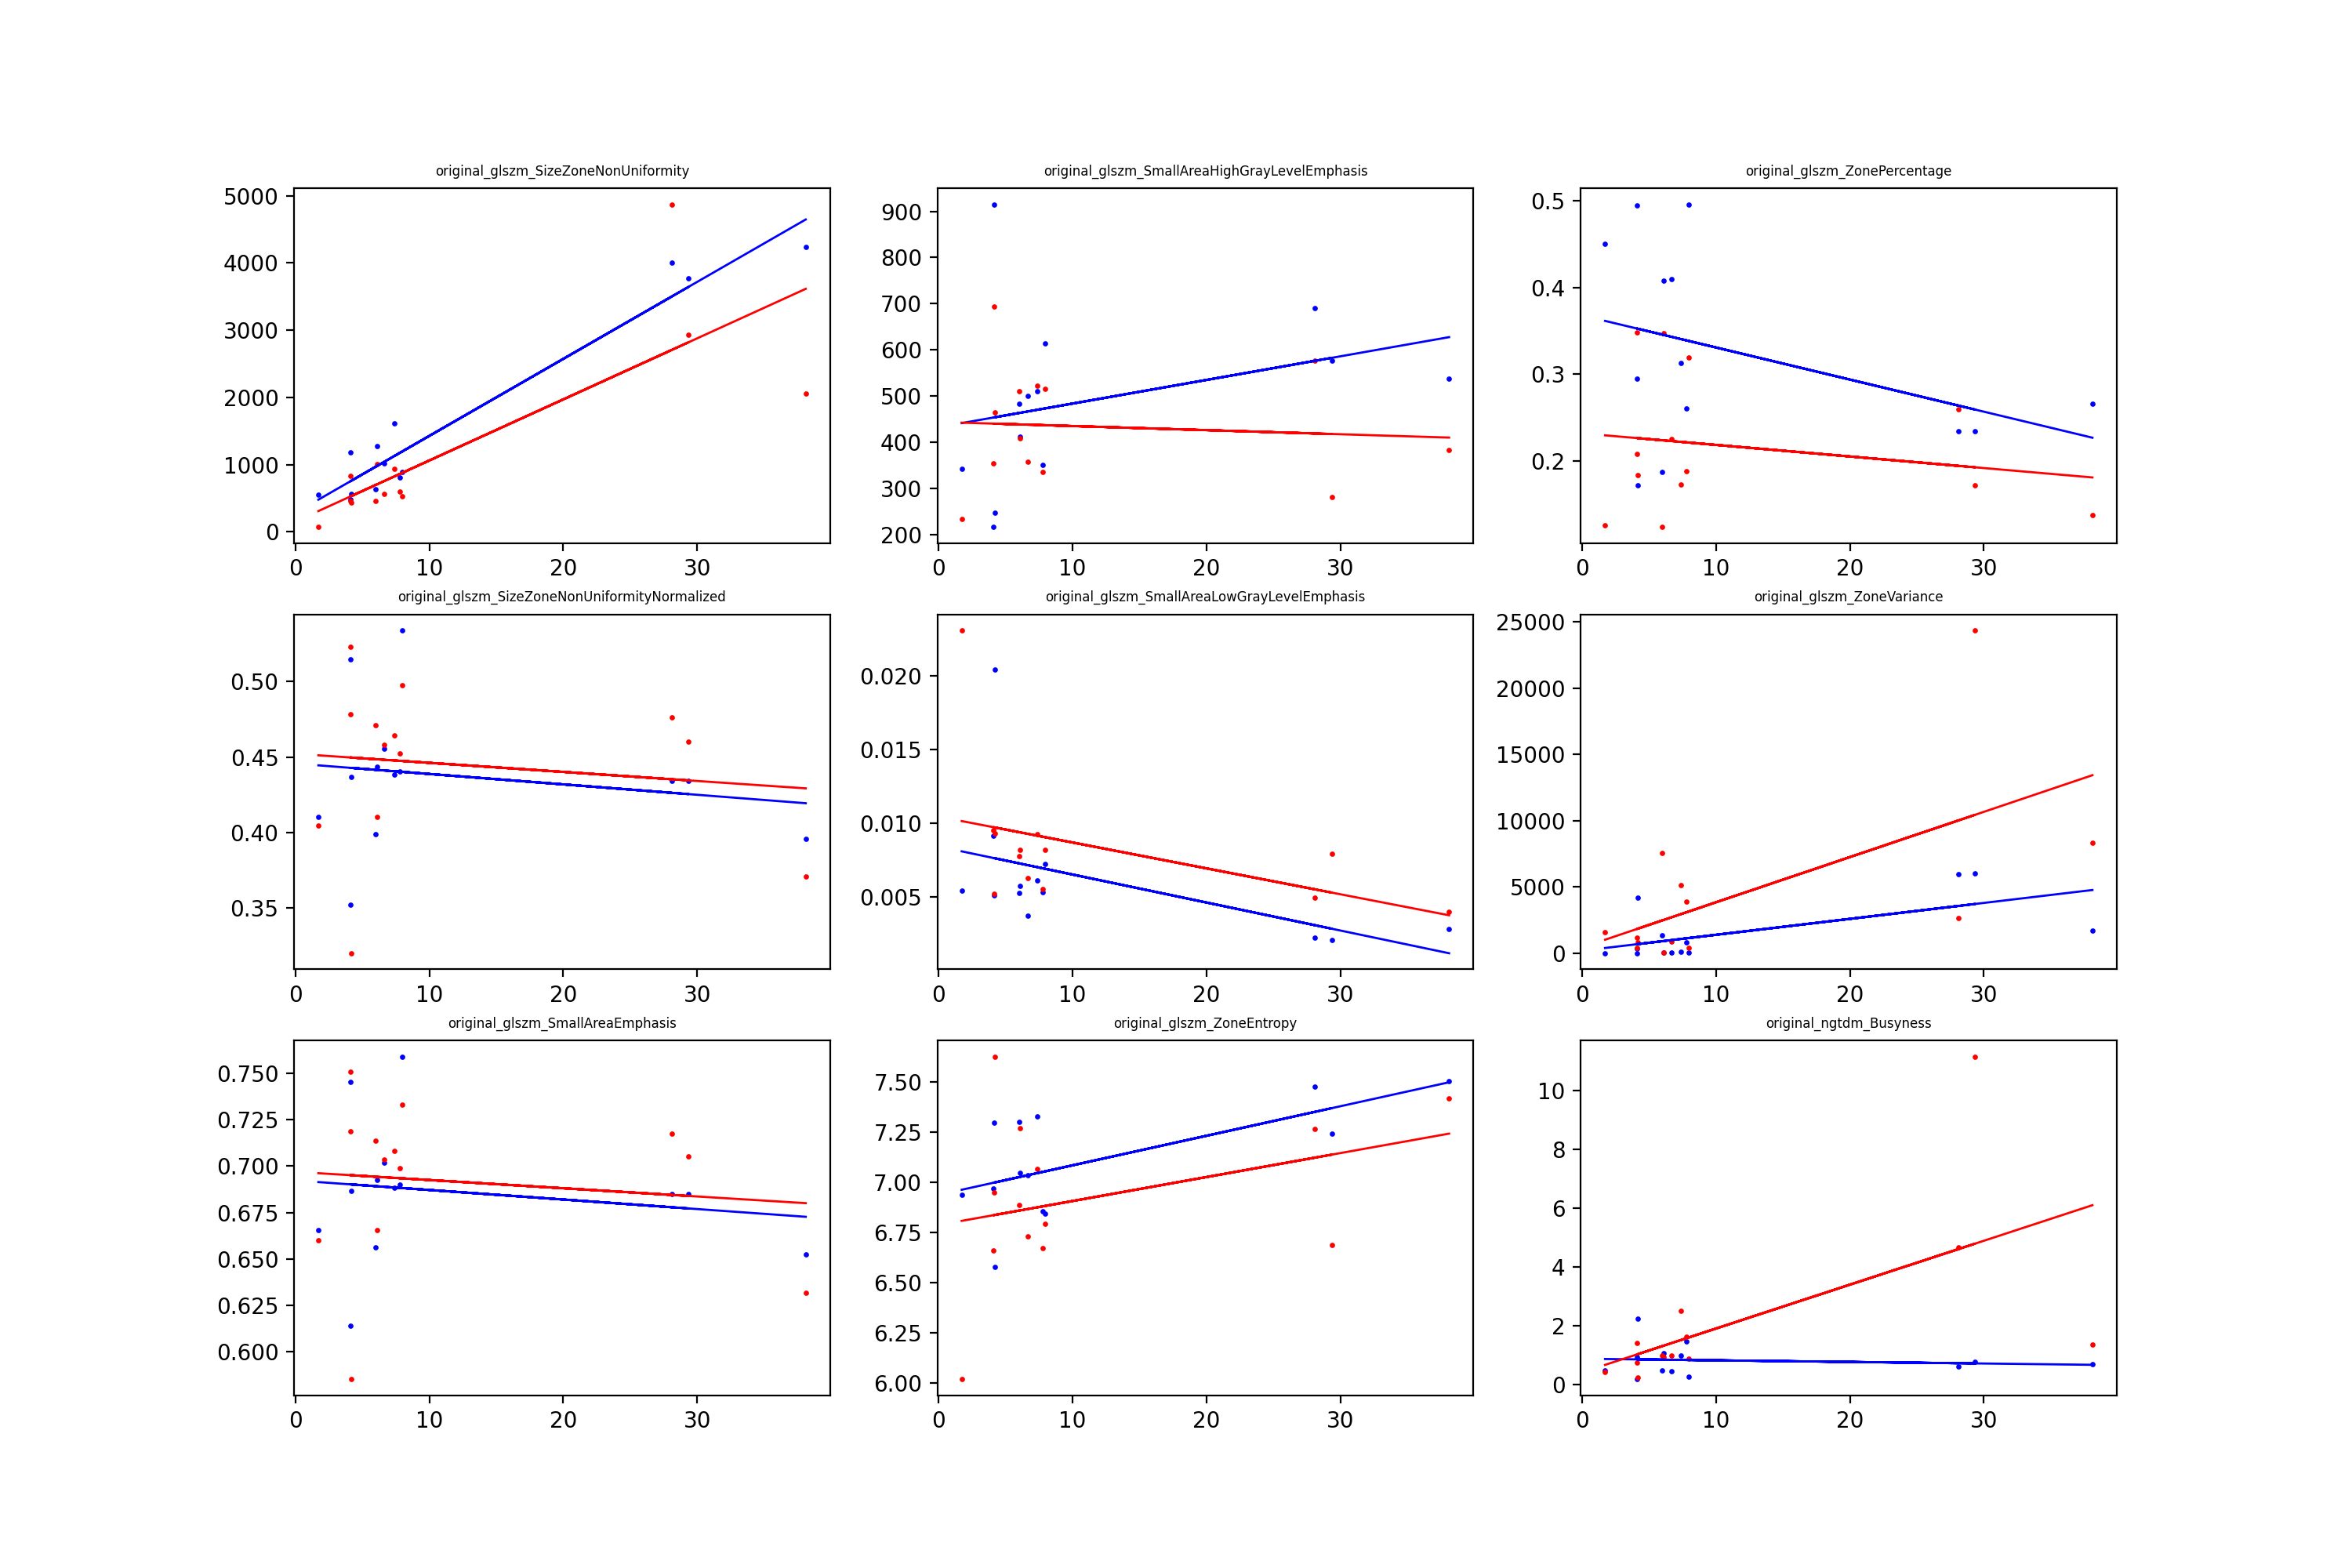 original_glszm_SizeZoneNonUniformity
5000
4000
3000
2000
1000
0
0 10 20 30
original_glszm_SmallAreaHighGrayLevelEmphasis
900
800
700
600
500
400
300
200
0 10 20 30
original_glszm_ZonePercentage
0.5
0.4
0.3
0.2
0 10 20 30
original_glszm_SizeZoneNonUniformityNormalized
0.50
0.45
0.40
0.35
0 10 20 30
original_glszm_SmallAreaLowGrayLevelEmphasis
0.020
0.015
0.010
0.005
0 10 20 30
original_glszm_ZoneVariance
25000
20000
15000
10000
5000
0
0 10 20 30
original_glszm_SmallAreaEmphasis
0.750
0.725
0.700
0.675
0.650
0.625
0.600
0 10 20 30
original_glszm_ZoneEntropy
7.50
7.25
7.00
6.75
6.50
6.25
6.00
0 10 20 30
original_ngtdm_Busyness
10
8
6
4
2
0
0 10 20 30